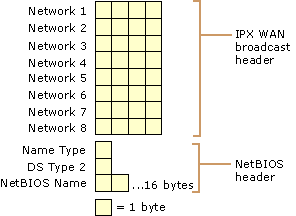 Network 1
Network 2
Network 3
Network 4
Network 5
Network 6
Network 7
Network 8
IPX WAN
broadcast
header
Name Type
DS Type 2
NetBIOS Name
...16 bytes
NetBIOS
header
= 1 byte